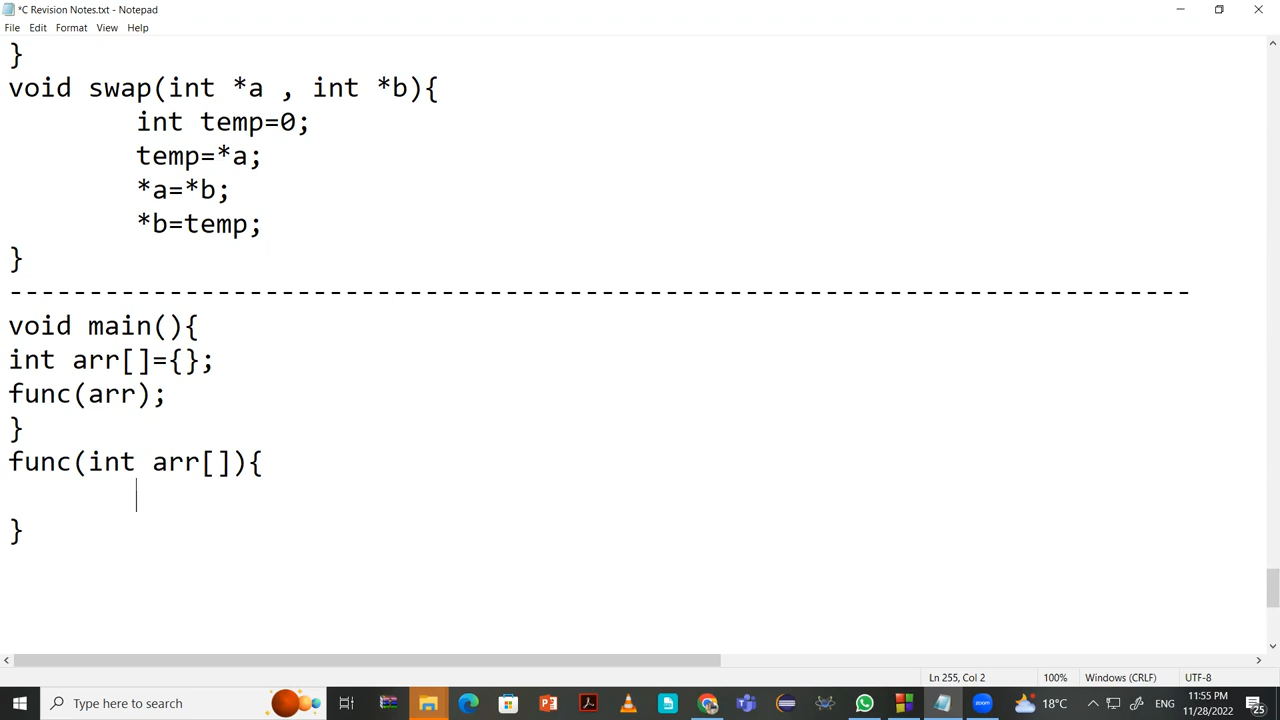 *C Revision Notes.txt - Notepad
File Edit Format View Help
}
void swap(int *a , int *b){
int temp=0;
temp=*a;
*a=*b;
*b=temp;
}
--------------------------------------------------------------------------
void main(){
int arr[]={};
func(arr);
}
func(int arr[]){
}
Ln 255, Col 2 100% Windows (CRLF) UTF-8
Type here to search
zoom
18°C
ENG
11:55 PM
11/28/2022
25